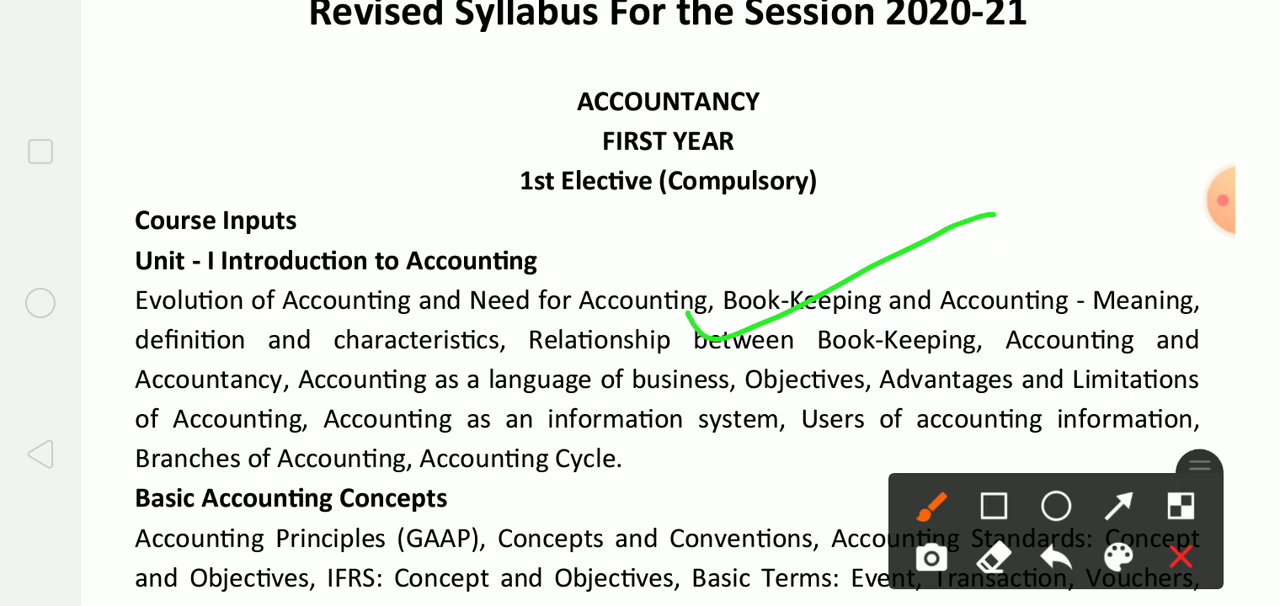 Revised Syllabus For the Session 2020-21
ACCOUNTANCY
FIRST YEAR
1st Elective (Compulsory)
Course Inputs
Unit - I Introduction to Accounting
Evolution of Accounting and Need for Accounting, Book-Keeping and Accounting - Meaning,
definition and characteristics, Relationship between Book-Keeping, Accounting and
Accountancy, Accounting as a language of business, Objectives, Advantages and Limitations
of Accounting, Accounting as an information system, Users of accounting information,
Branches of Accounting, Accounting Cycle.
Basic Accounting Concepts
Accounting Principles (GAAP), Concepts and Conventions, Accounting Standards: Concept
and Objectives, IFRS: Concept and Objectives, Basic Terms: Event, Transaction, Vouchers,